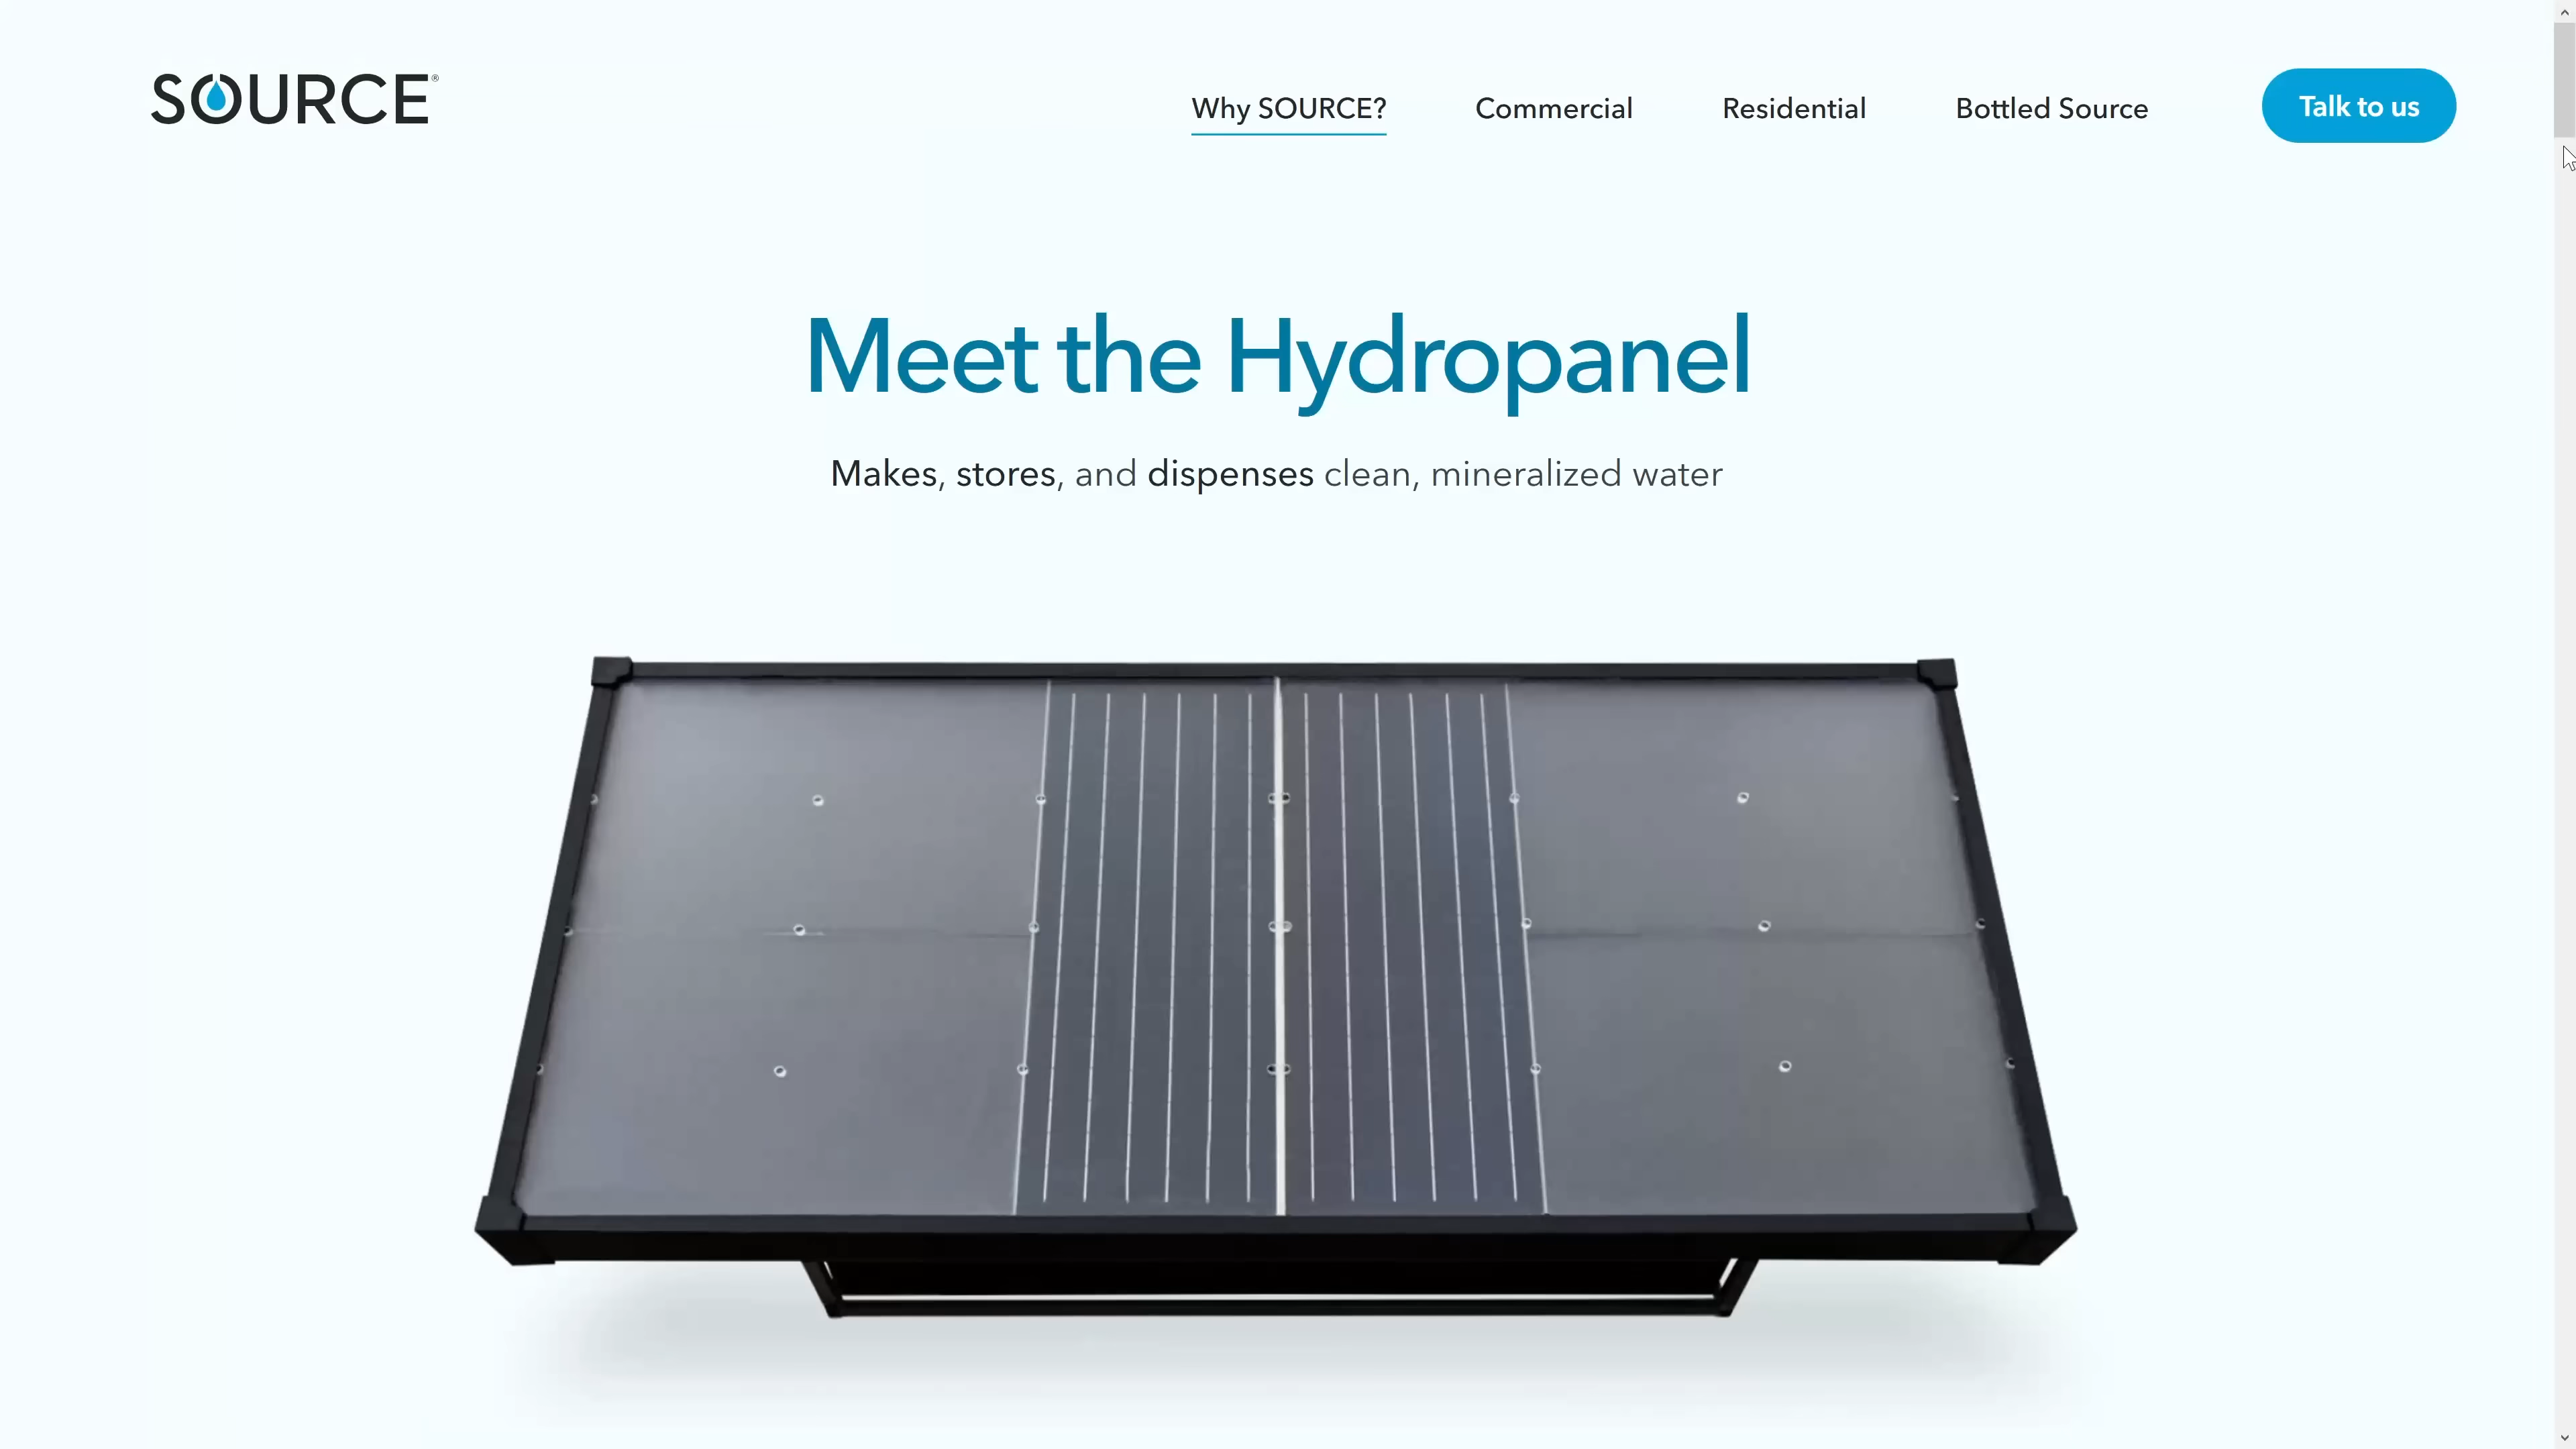 SOURCE®
Why SOURCE?
Commercial
Residential
Bottled Source
Talk to us
Meet the Hydropanel
Makes, stores, and dispenses clean, mineralized water